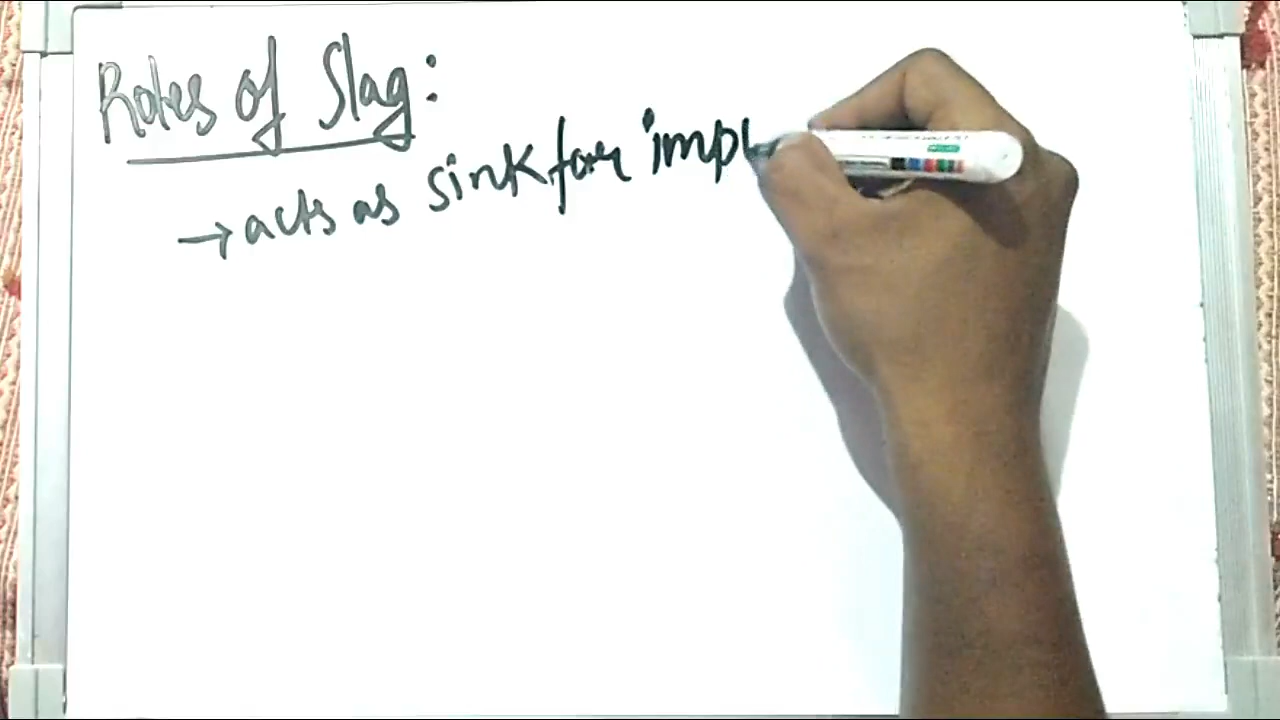 Roles of Slag:
→ acts as sink for impu